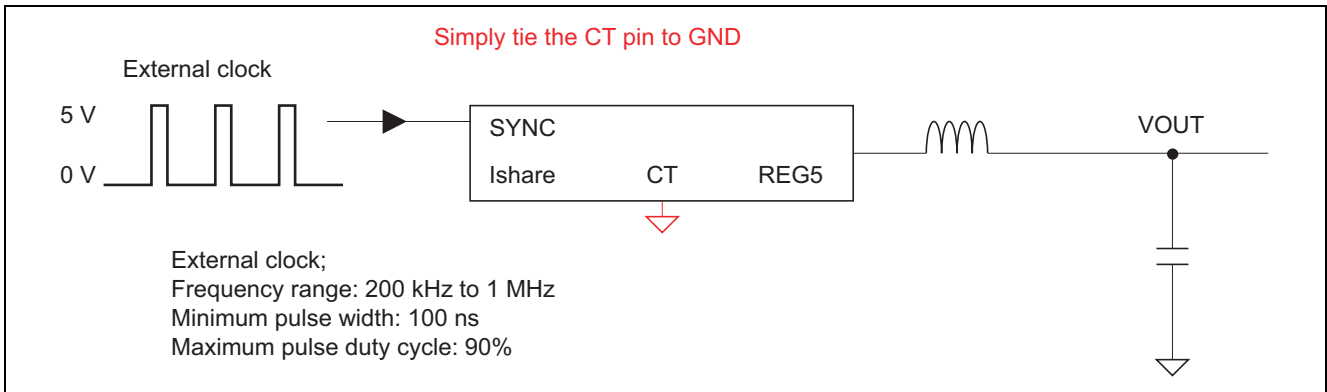 Simply tie the CT pin to GND
External clock
5 V
0 V
SYNC
Ishare CT REG5
VOUT
External clock;
Frequency range: 200 kHz to 1 MHz
Minimum pulse width: 100 ns
Maximum pulse duty cycle: 90%